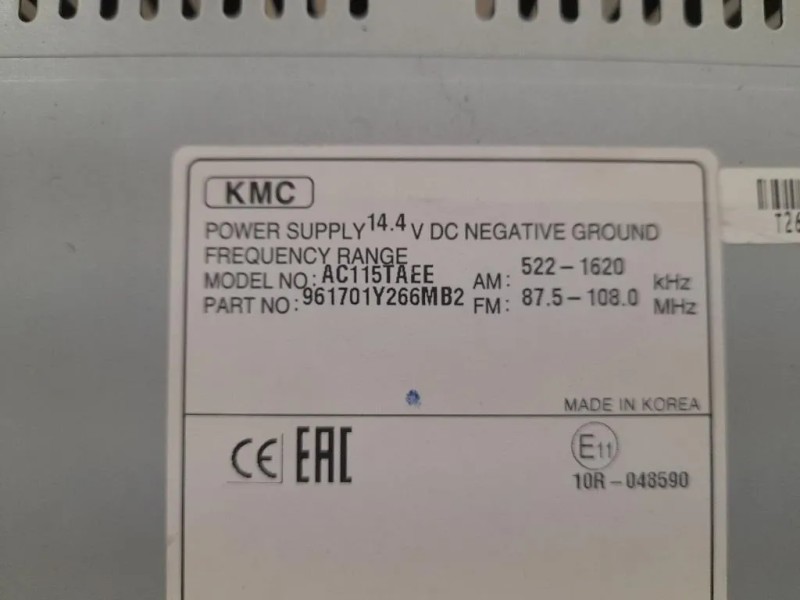 KMC
POWER SUPPLY 14.4 V DC NEGATIVE GROUND
FREQUENCY RANGE
MODEL NO: AC115TAEE AM: 522-1620 kHz
PART NO: 961701Y266MB2 FM: 87.5-108.0 MHz
MADE IN KOREA
CE EAC E11
10R-048590
T26